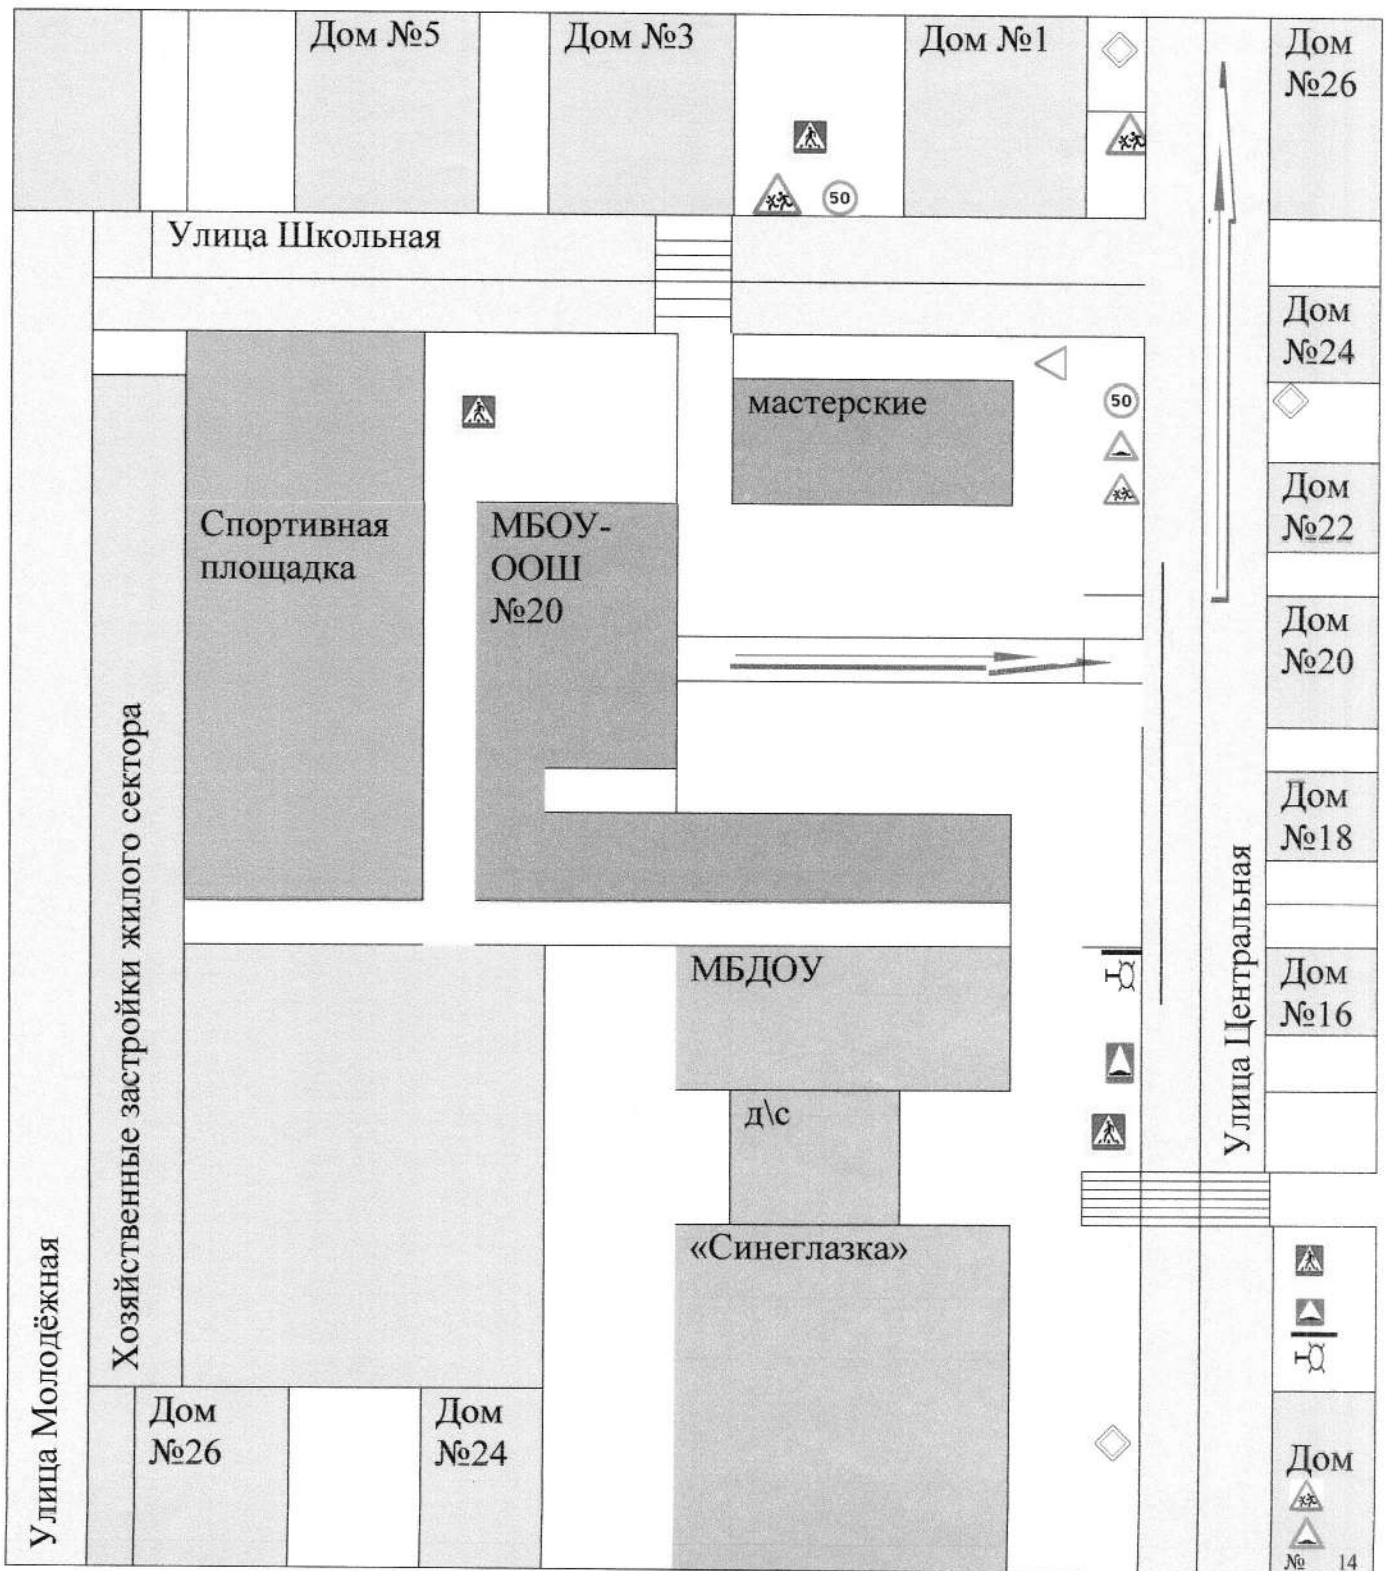 Дом №5
Дом №3
Дом №1
Дом
№26
50
Улица Школьная
Дом
№24
мастерские
50
Дом
№22
Спортивная
площадка
МБОУ-
ООШ
№20
Дом
№20
Хозяйственные застройки жилого сектора
Дом
№18
Улица Центральная
МБДОУ
Дом
№16
д\с
«Синеглазка»
Улица Молодёжная
Дом
№26
Дом
№24
Дом
№ 14